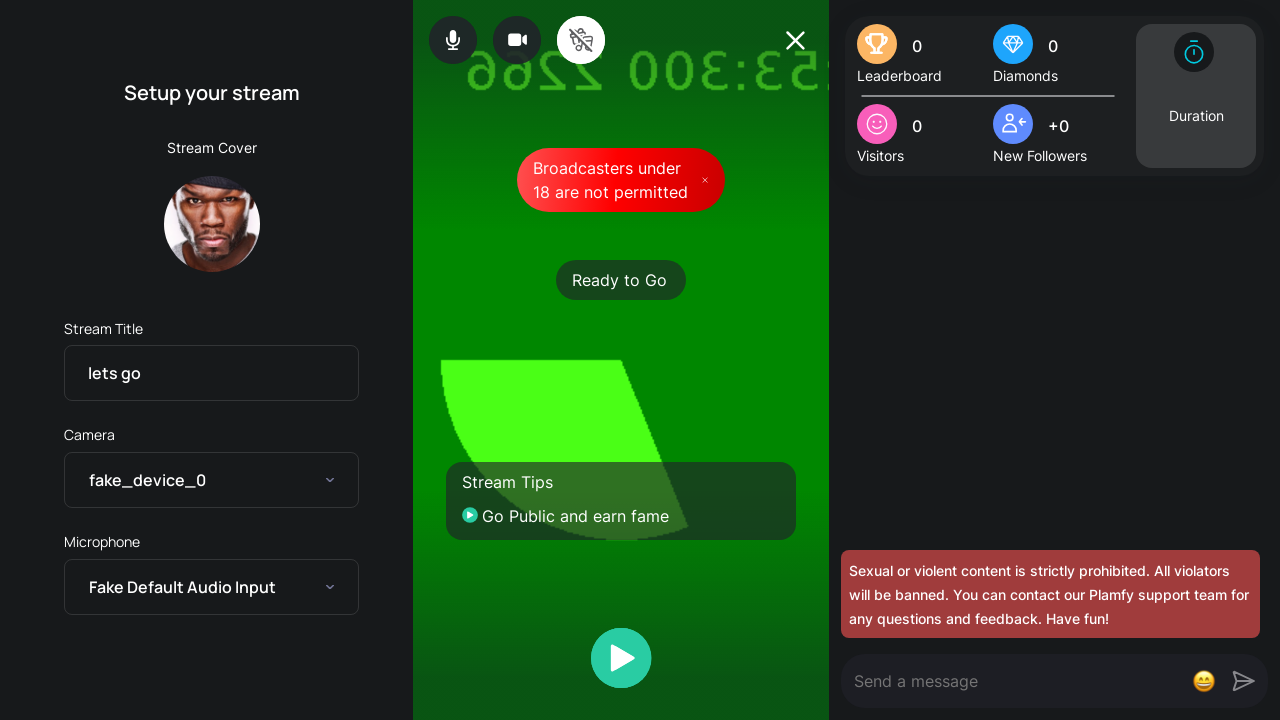 Setup your stream
Stream Cover
Stream Title
lets go
Camera
fake_device_0
Microphone
Fake Default Audio Input
:53:300 2266
Broadcasters under
18 are not permitted
Ready to Go
Stream Tips
Go Public and earn fame
0
Leaderboard
0
Diamonds
0
Visitors
+0
New Followers
Duration
Sexual or violent content is strictly prohibited. All violators
will be banned. You can contact our Plamfy support team for
any questions and feedback. Have fun!
Send a message